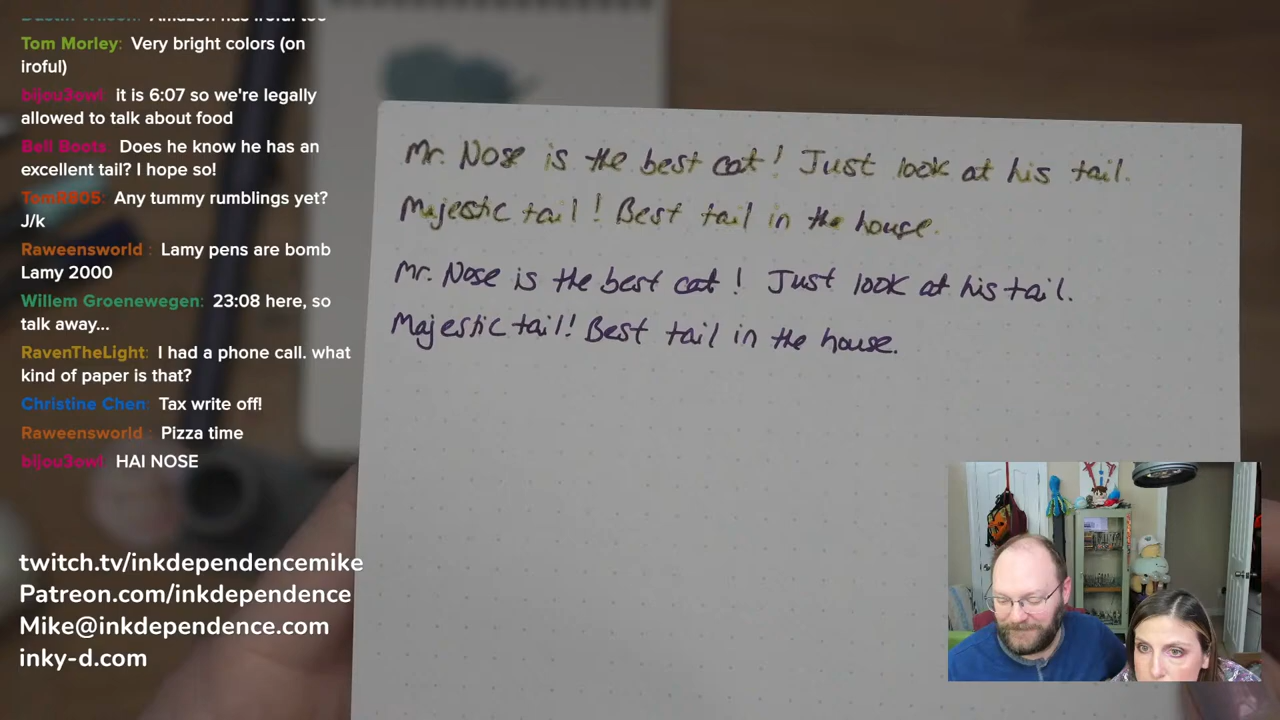 Tom Morley: Very bright colors (on
iroful)
bijou3owl: it is 6:07 so we're legally
allowed to talk about food
Bell Boots: Does he know he has an
excellent tail? I hope so!
TomR805: Any tummy rumblings yet?
J/k
Raweensworld : Lamy pens are bomb
Lamy 2000
Willem Groenewegen: 23:08 here, so
talk away...
RavenTheLight: I had a phone call. what
kind of paper is that?
Christine Chen: Tax write off!
Raweensworld : Pizza time
bijou3owl: HAI NOSE
twitch.tv/inkdependencemike
Patreon.com/inkdependence
Mike@inkdependence.com
inky-d.com
Mr. Nose is the best cat! Just look at his tail.
Majestic tail! Best tail in the house.
Mr. Nose is the best cat! Just look at his tail.
Majestic tail! Best tail in the house.